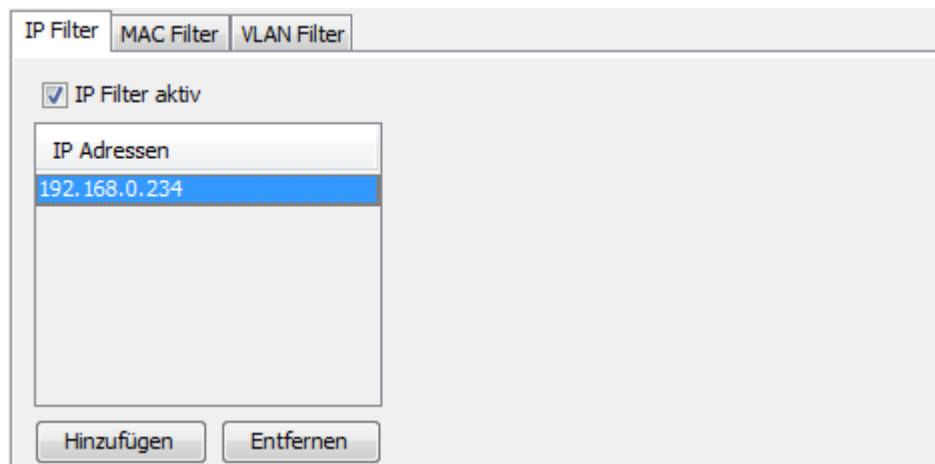 IP Filter MAC Filter VLAN Filter
IP Filter aktiv
IP Adressen
192.168.0.234
Hinzufügen Entfernen